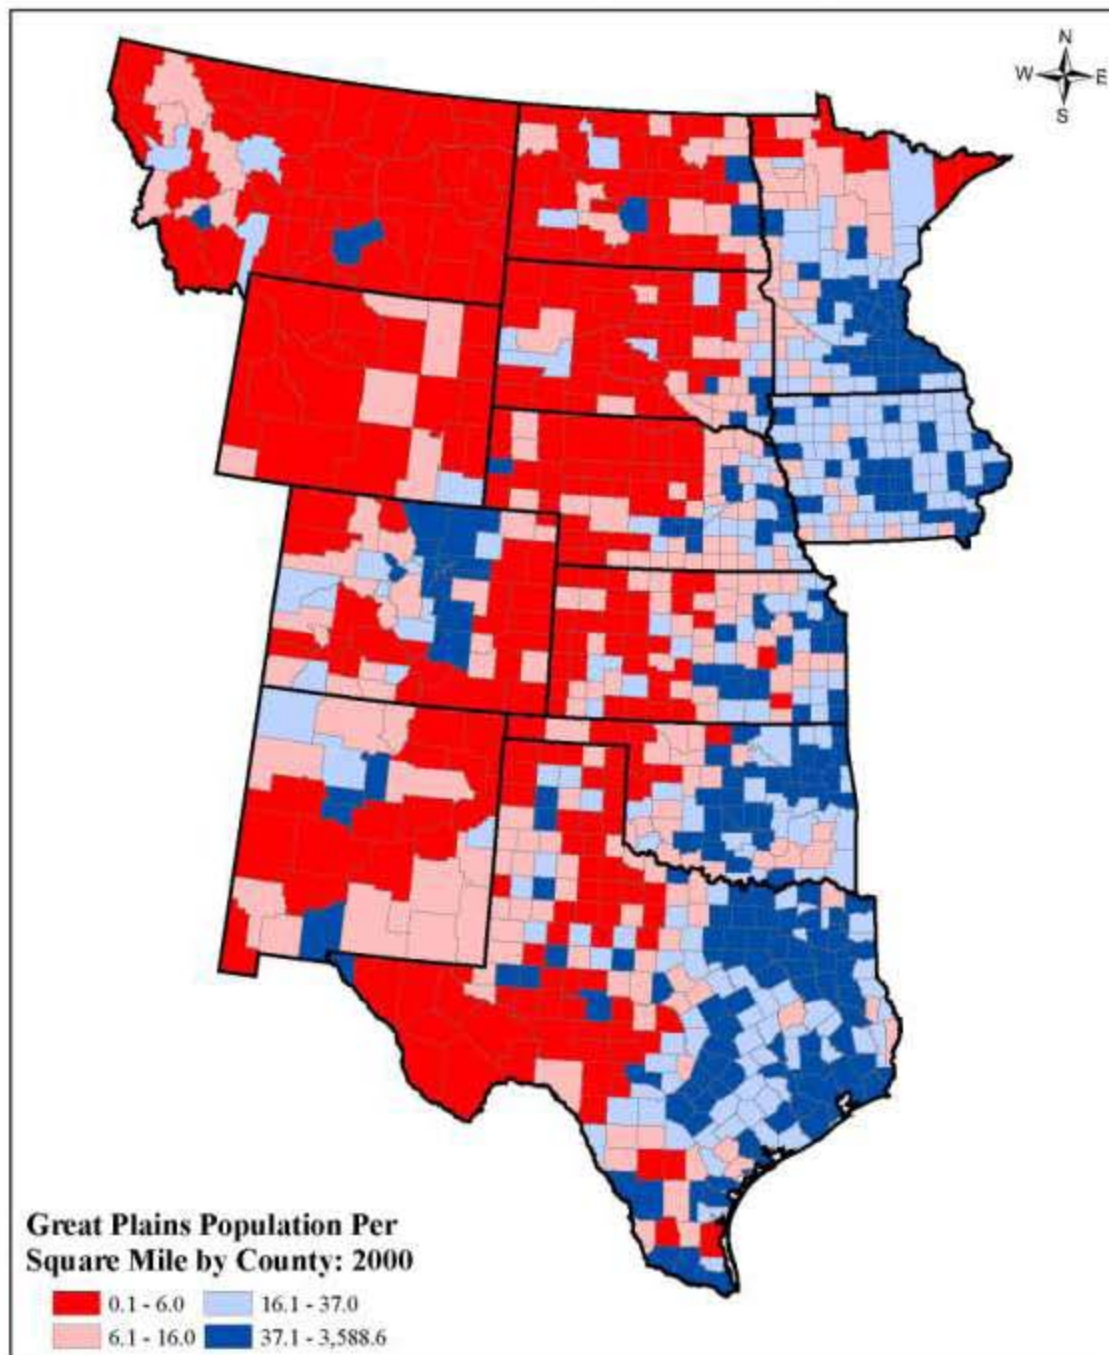 N
W E
S
Great Plains Population Per
Square Mile by County: 2000
0.1 - 6.0 16.1 - 37.0
6.1 - 16.0 37.1 - 3,588.6